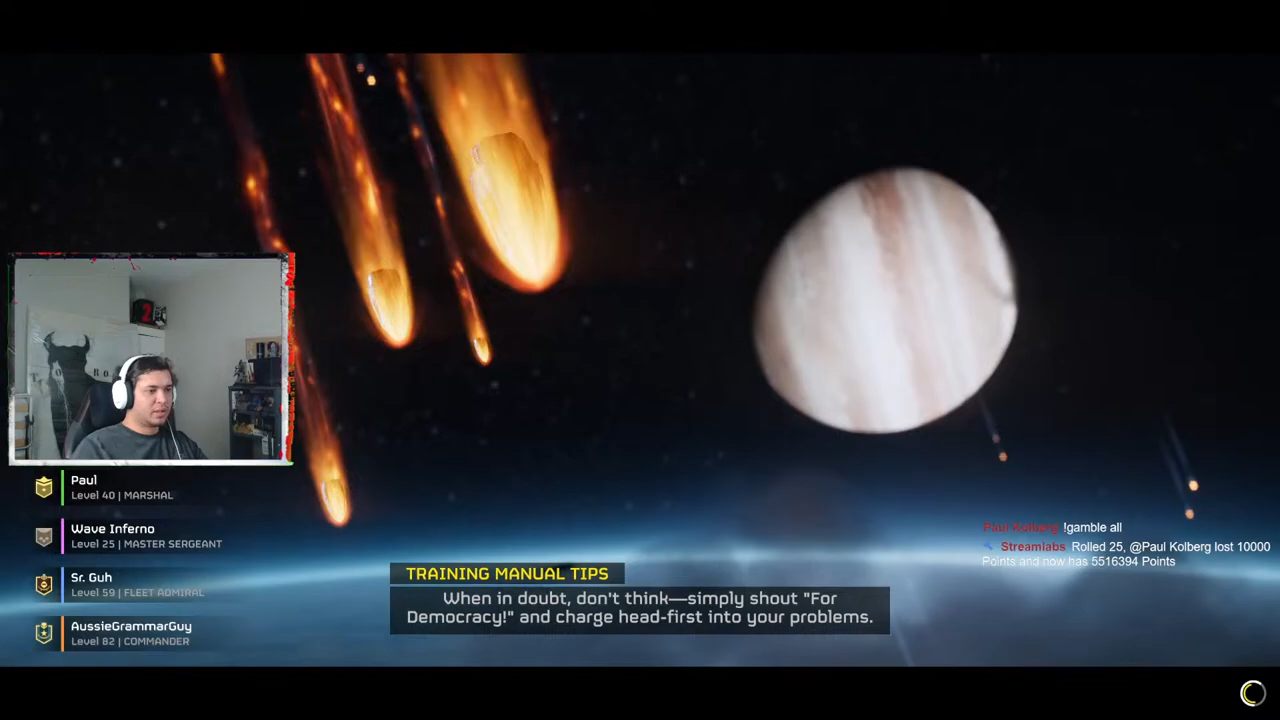 Paul
Level 40 | MARSHAL
Wave Inferno
Level 25 | MASTER SERGEANT
Sr. Guh
Level 59 | FLEET ADMIRAL
AussieGrammarGuy
Level 82 | COMMANDER
TRAINING MANUAL TIPS
When in doubt, don't think—simply shout "For
Democracy!" and charge head-first into your problems.
Paul Kolberg !gamble all
Streamlabs Rolled 25, @Paul Kolberg lost 10000
Points and now has 5516394 Points